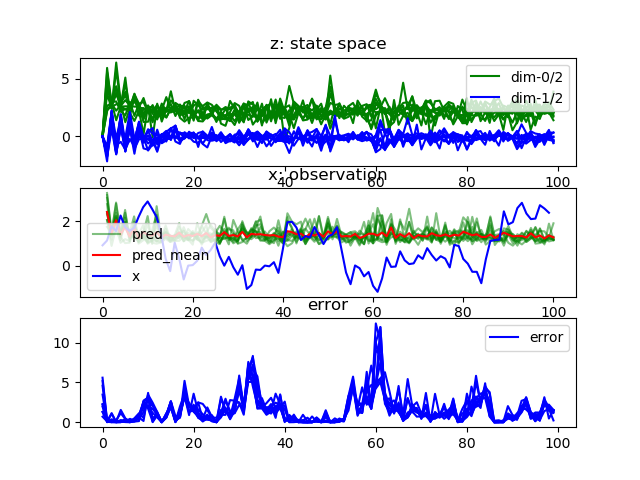 z: state space
5
0
dim-0/2
dim-1/2
0 20 40 60 80 100
x: observation
2
0
pred
pred_mean
x
0 20 40 60 80 100
error
10
5
0
error
0 20 40 60 80 100